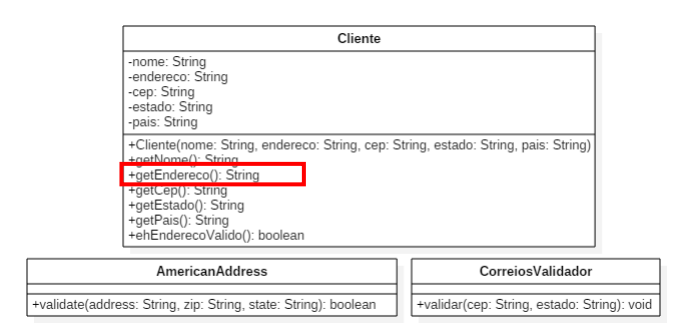 Cliente
-nome: String
-endereco: String
-cep: String
-estado: String
-pais: String
+Cliente(nome: String, endereco: String, cep: String, estado: String, pais: String)
+getNome(): String
+getEndereco(): String
+getCep(): String
+getEstado(): String
+getPais(): String
+ehEnderecoValido(): boolean
AmericanAddress
+validate(address: String, zip: String, state: String): boolean
CorreiosValidador
+validar(cep: String, estado: String): void